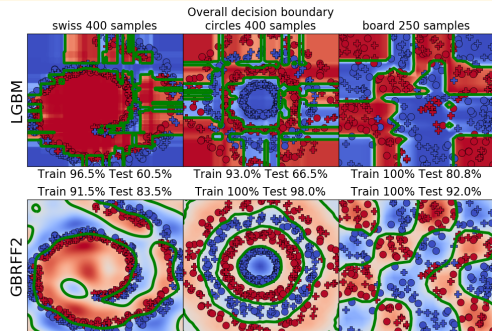 Overall decision boundary
swiss 400 samples circles 400 samples board 250 samples
LGBM
Train 96.5% Test 60.5% Train 93.0% Test 66.5% Train 100% Test 80.8%
Train 91.5% Test 83.5% Train 100% Test 98.0% Train 100% Test 92.0%
GBRFF2